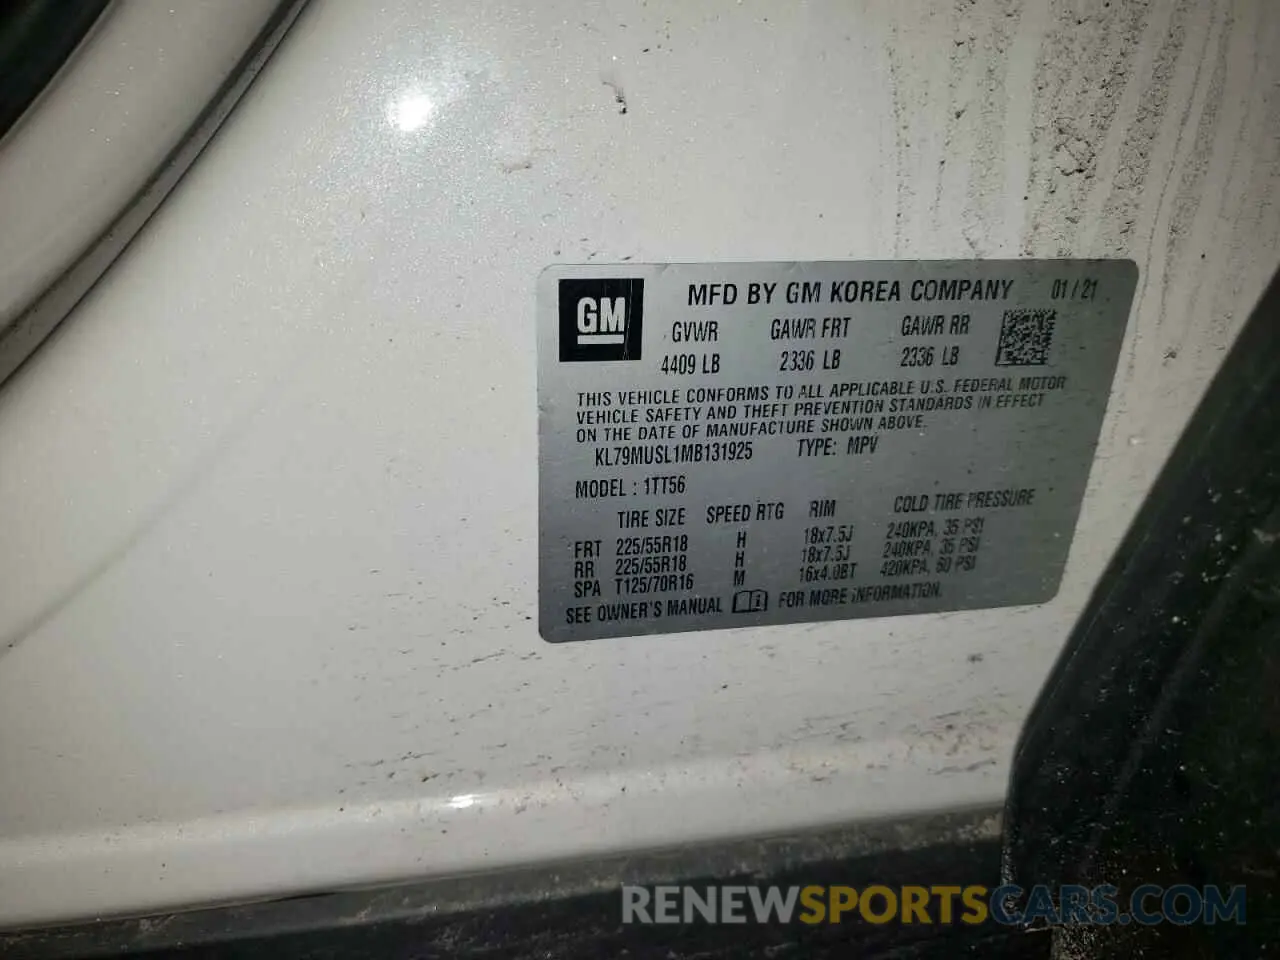 GM
MFD BY GM KOREA COMPANY 01 / 21
GVWR GAWR FRT GAWR RR
4409 LB 2336 LB 2336 LB
THIS VEHICLE CONFORMS TO ALL APPLICABLE U.S. FEDERAL MOTOR
VEHICLE SAFETY AND THEFT PREVENTION STANDARDS IN EFFECT
ON THE DATE OF MANUFACTURE SHOWN ABOVE.
KL79MUSL1MB131925 TYPE: MPV
MODEL : 1TT56
TIRE SIZE SPEED RTG RIM COLD TIRE PRESSURE
FRT 225/55R18 H 18x7.5J 240KPA, 35 PSI
RR 225/55R18 H 18x7.5J 240KPA, 35 PSI
SPA T125/70R16 M 16x4.0BT 420KPA, 60 PSI
SEE OWNER'S MANUAL FOR MORE INFORMATION.
RENEWSPORTSCARS.COM